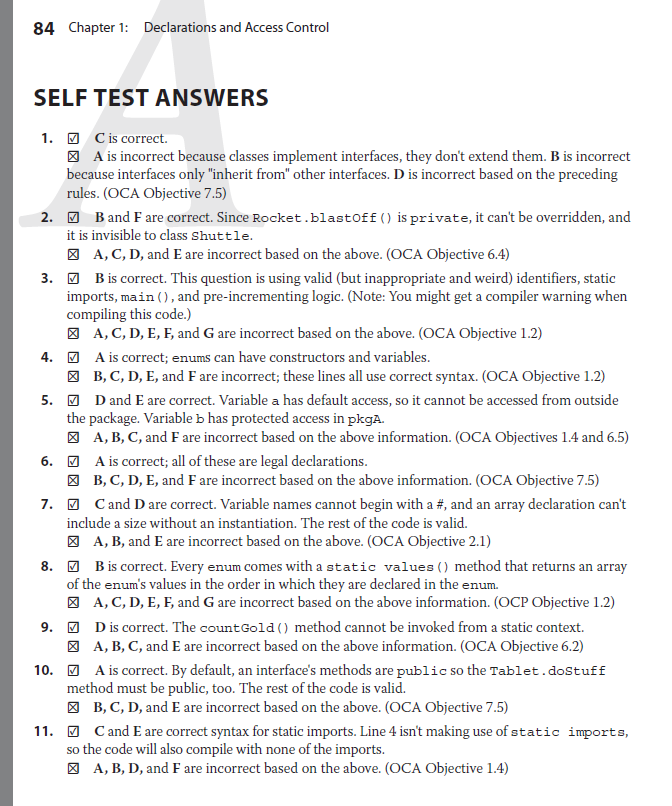 84 Chapter 1: Declarations and Access Control
A
SELF TEST ANSWERS
1. ☑ C is correct.
☒ A is incorrect because classes implement interfaces, they don't extend them. B is incorrect
because interfaces only "inherit from" other interfaces. D is incorrect based on the preceding
rules. (OCA Objective 7.5)
2. ☑ B and F are correct. Since Rocket.blastOff() is private, it can't be overridden, and
it is invisible to class Shuttle.
☒ A, C, D, and E are incorrect based on the above. (OCA Objective 6.4)
3. ☑ B is correct. This question is using valid (but inappropriate and weird) identifiers, static
imports, main(), and pre-incrementing logic. (Note: You might get a compiler warning when
compiling this code.)
☒ A, C, D, E, F, and G are incorrect based on the above. (OCA Objective 1.2)
4. ☑ A is correct; enums can have constructors and variables.
☒ B, C, D, E, and F are incorrect; these lines all use correct syntax. (OCA Objective 1.2)
5. ☑ D and E are correct. Variable a has default access, so it cannot be accessed from outside
the package. Variable b has protected access in pkgA.
☒ A, B, C, and F are incorrect based on the above information. (OCA Objectives 1.4 and 6.5)
6. ☑ A is correct; all of these are legal declarations.
☒ B, C, D, E, and F are incorrect based on the above information. (OCA Objective 7.5)
7. ☑ C and D are correct. Variable names cannot begin with a #, and an array declaration can't
include a size without an instantiation. The rest of the code is valid.
☒ A, B, and E are incorrect based on the above. (OCA Objective 2.1)
8. ☑ B is correct. Every enum comes with a static values() method that returns an array
of the enum's values in the order in which they are declared in the enum.
☒ A, C, D, E, F, and G are incorrect based on the above information. (OCP Objective 1.2)
9. ☑ D is correct. The countGold() method cannot be invoked from a static context.
☒ A, B, C, and E are incorrect based on the above information. (OCA Objective 6.2)
10. ☑ A is correct. By default, an interface's methods are public so the Tablet.doStuff
method must be public, too. The rest of the code is valid.
☒ B, C, D, and E are incorrect based on the above. (OCA Objective 7.5)
11. ☑ C and E are correct syntax for static imports. Line 4 isn't making use of static imports,
so the code will also compile with none of the imports.
☒ A, B, D, and F are incorrect based on the above. (OCA Objective 1.4)